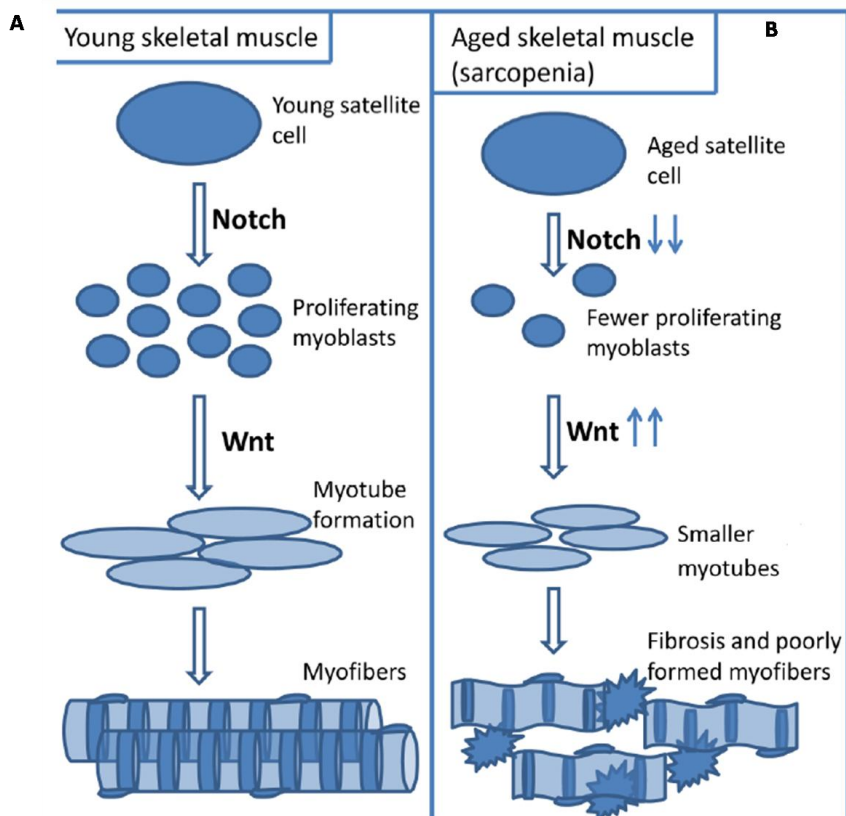 A
Young skeletal muscle
Young satellite
cell
Notch
Proliferating
myoblasts
Wnt
Myotube
formation
Myofibers
B
Aged skeletal muscle
(sarcopenia)
Aged satellite
cell
Notch ↓↓
Fewer proliferating
myoblasts
Wnt ↑↑
Smaller
myotubes
Fibrosis and poorly
formed myofibers